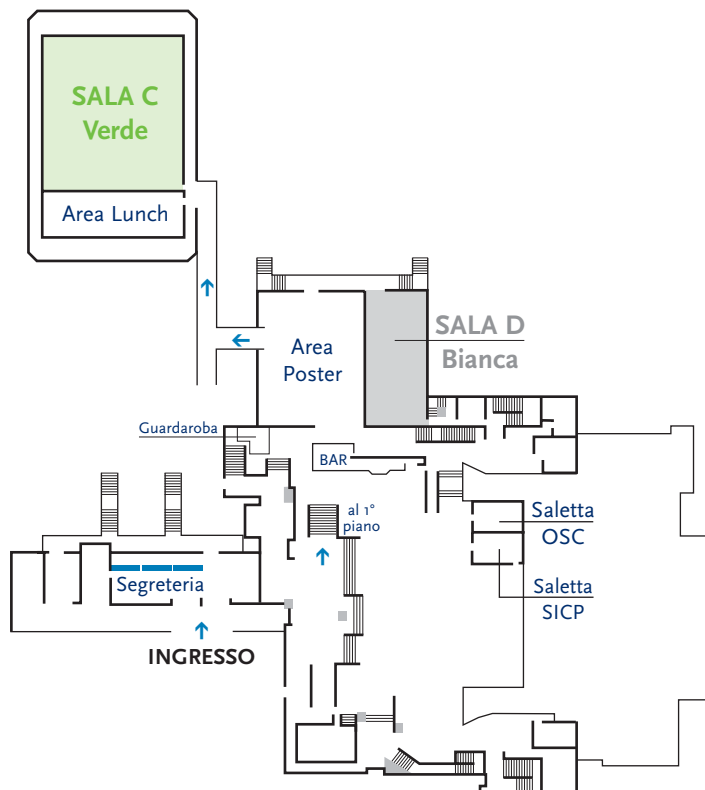 SALA C
Verde
Area Lunch
SALA D
Bianca
Area
Poster
Guardaroba
BAR
al 1°
piano
Saletta
OSC
Segreteria
Saletta
SICP
INGRESSO